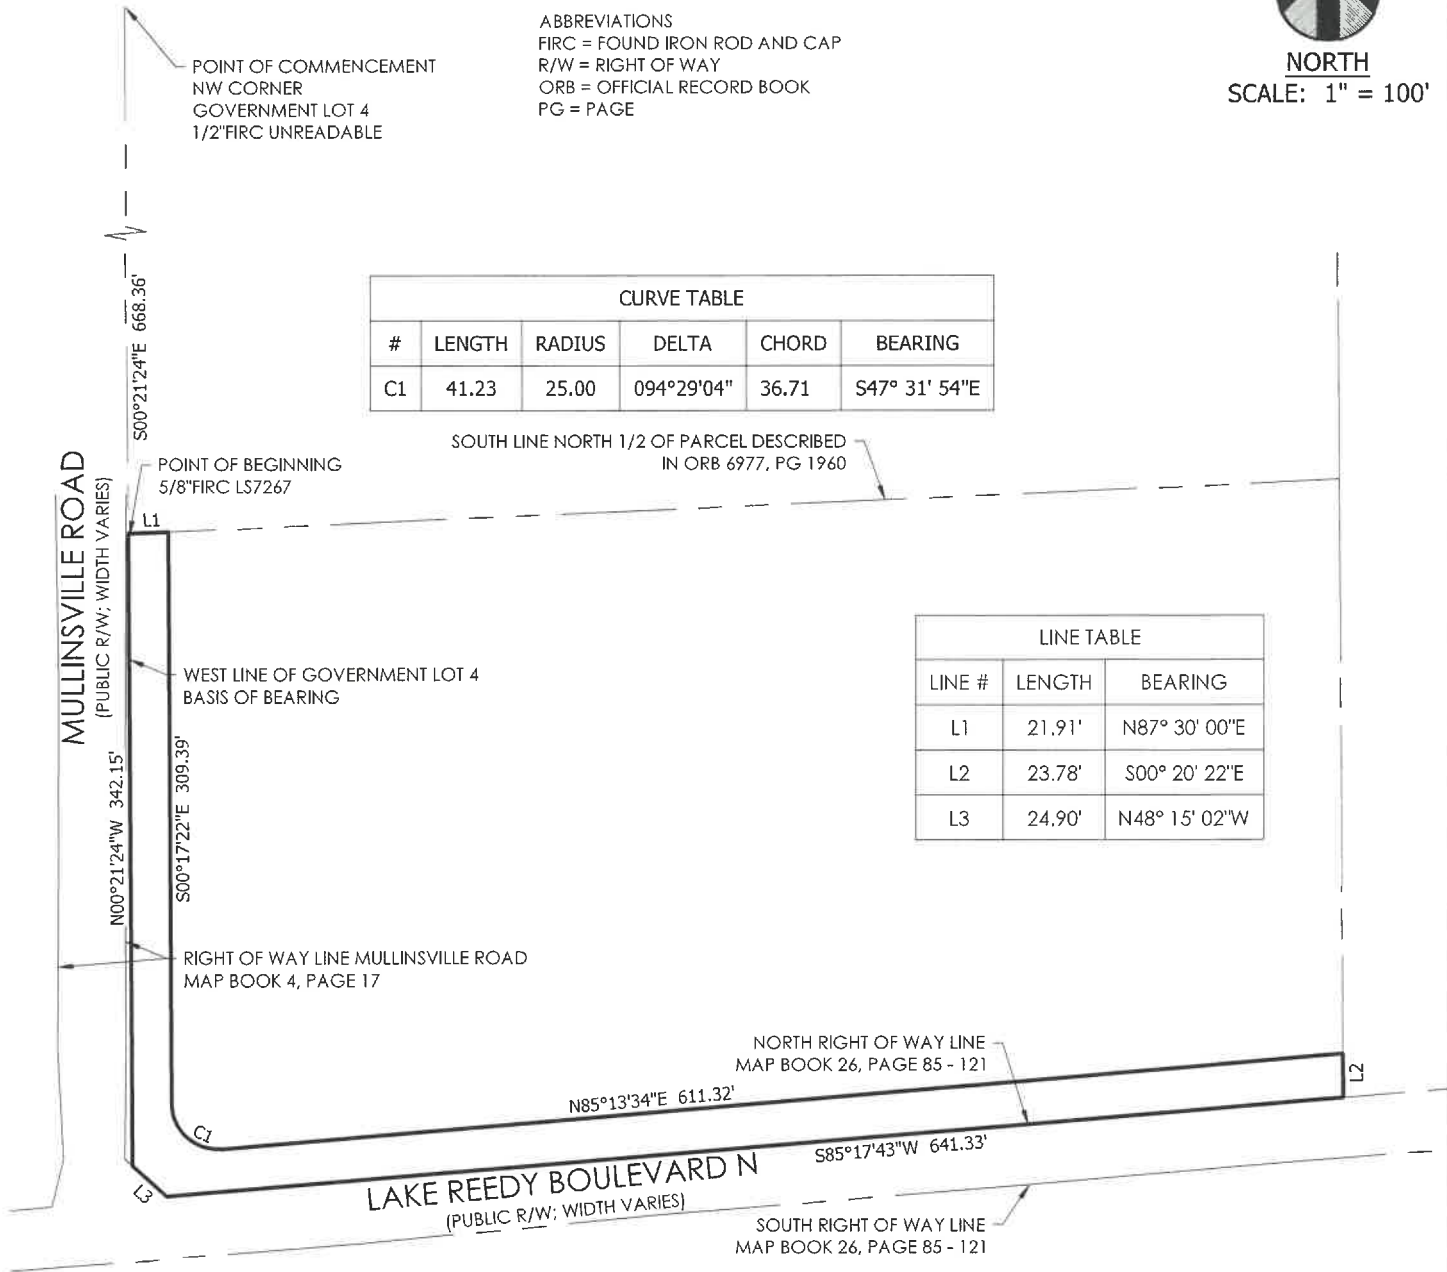 ABBREVIATIONS
FIRC = FOUND IRON ROD AND CAP
R/W = RIGHT OF WAY
ORB = OFFICIAL RECORD BOOK
PG = PAGE
NORTH
SCALE: 1" = 100'
POINT OF COMMENCEMENT
NW CORNER
GOVERNMENT LOT 4
1/2"FIRC UNREADABLE
S00°21'24"E 668.36'
CURVE TABLE
# LENGTH RADIUS DELTA CHORD BEARING
C1 41.23 25.00 094°29'04" 36.71 S47° 31' 54"E
SOUTH LINE NORTH 1/2 OF PARCEL DESCRIBED
IN ORB 6977, PG 1960
POINT OF BEGINNING
5/8"FIRC LS7267
L1
MULLINSVILLE ROAD
(PUBLIC R/W; WIDTH VARIES)
WEST LINE OF GOVERNMENT LOT 4
BASIS OF BEARING
LINE TABLE
LINE # LENGTH BEARING
L1 21.91' N87° 30' 00"E
L2 23.78' S00° 20' 22"E
L3 24.90' N48° 15' 02"W
N00°21'24"W 342.15'
S00°17'22"E 309.39'
RIGHT OF WAY LINE MULLINSVILLE ROAD
MAP BOOK 4, PAGE 17
NORTH RIGHT OF WAY LINE
MAP BOOK 26, PAGE 85 - 121
L2
N85°13'34"E 611.32'
C1
S85°17'43"W 641.33'
L3
LAKE REEDY BOULEVARD N
(PUBLIC R/W; WIDTH VARIES)
SOUTH RIGHT OF WAY LINE
MAP BOOK 26, PAGE 85 - 121